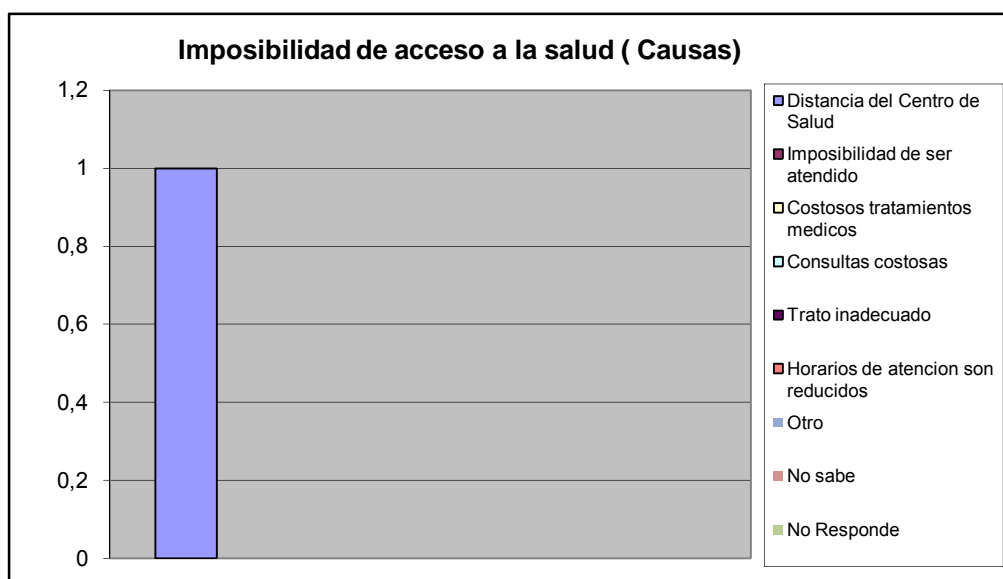 Imposibilidad de acceso a la salud ( Causas)
1,2
1
0,8
0,6
0,4
0,2
0
Distancia del Centro de
Salud
Imposibilidad de ser
atendido
Costosos tratamientos
medicos
Consultas costosas
Trato inadecuado
Horarios de atencion son
reducidos
Otro
No sabe
No Responde